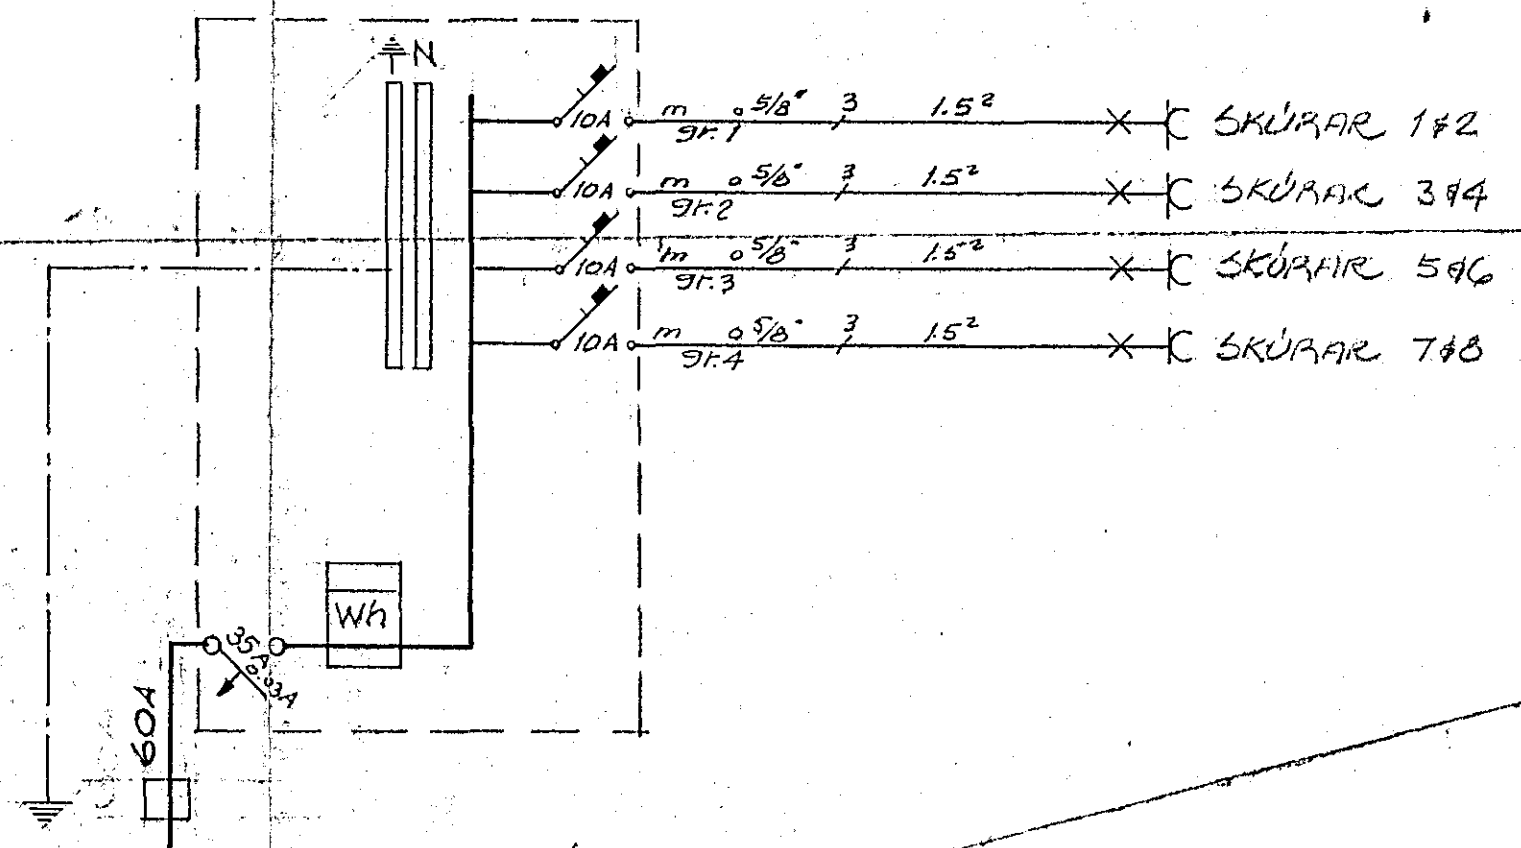 N
10A m 5/8" 3 1.5² SKÚRAR 1 & 2
gr.1
10A m 5/8" 3 1.5² SKÚRAR 3 & 4
gr.2
10A m 5/8" 3 1.5² SKÚRAR 5 & 6
gr.3
10A m 5/8" 3 1.5² SKÚRAR 7 & 8
gr.4
Wh
35A
0.03A
60A